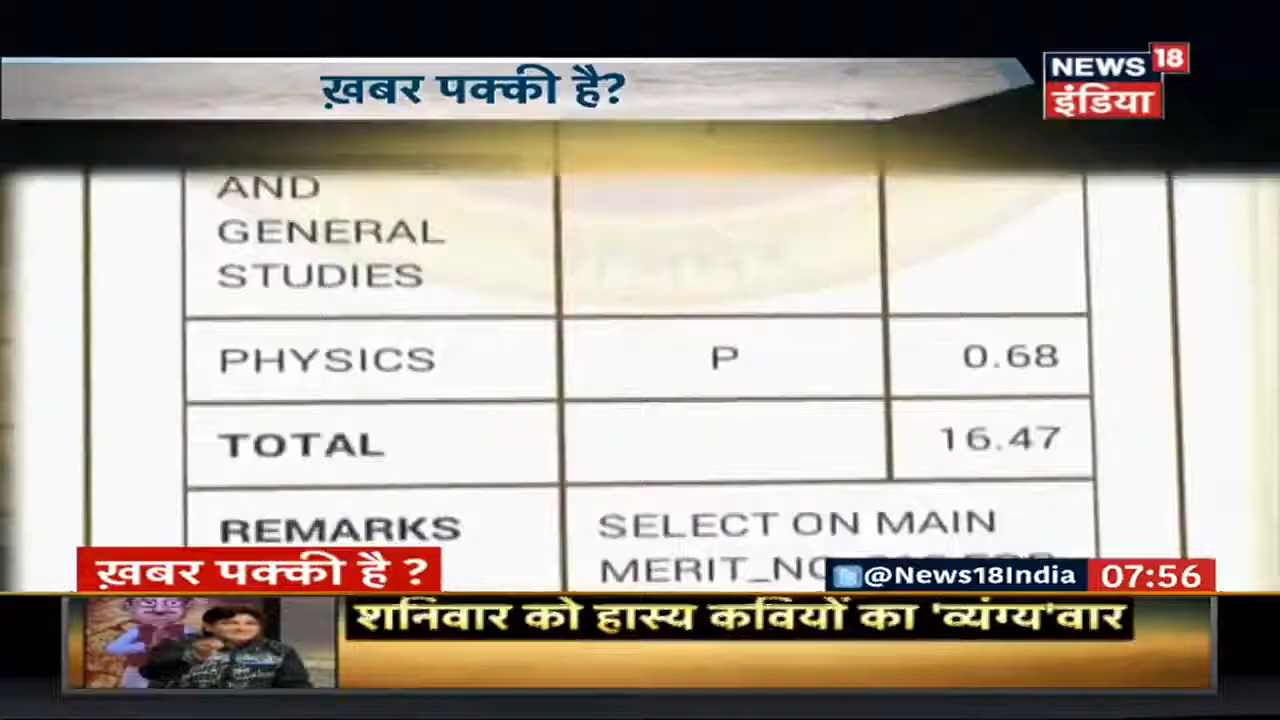 ख़बर पक्की है?
NEWS 18
इंडिया
AND
GENERAL
STUDIES
PHYSICS P 0.68
TOTAL 16.47
REMARKS SELECT ON MAIN
MERIT_NO
ख़बर पक्की है ?
@News18India 07:56
शनिवार को हास्य कवियों का 'व्यंग्य'वार